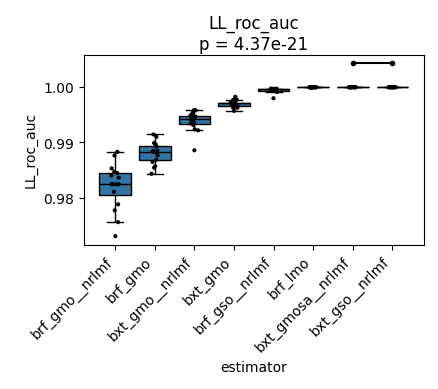 LL_roc_auc
p = 4.37e-21
LL_roc_auc
1.00
0.99
0.98
brf_gmo__nrlmf
brf_gmo
bxt_gmo__nrlmf
bxt_gmo
brf_gso__nrlmf
brf_lmo
bxt_gmosa__nrlmf
bxt_gso__nrlmf
estimator